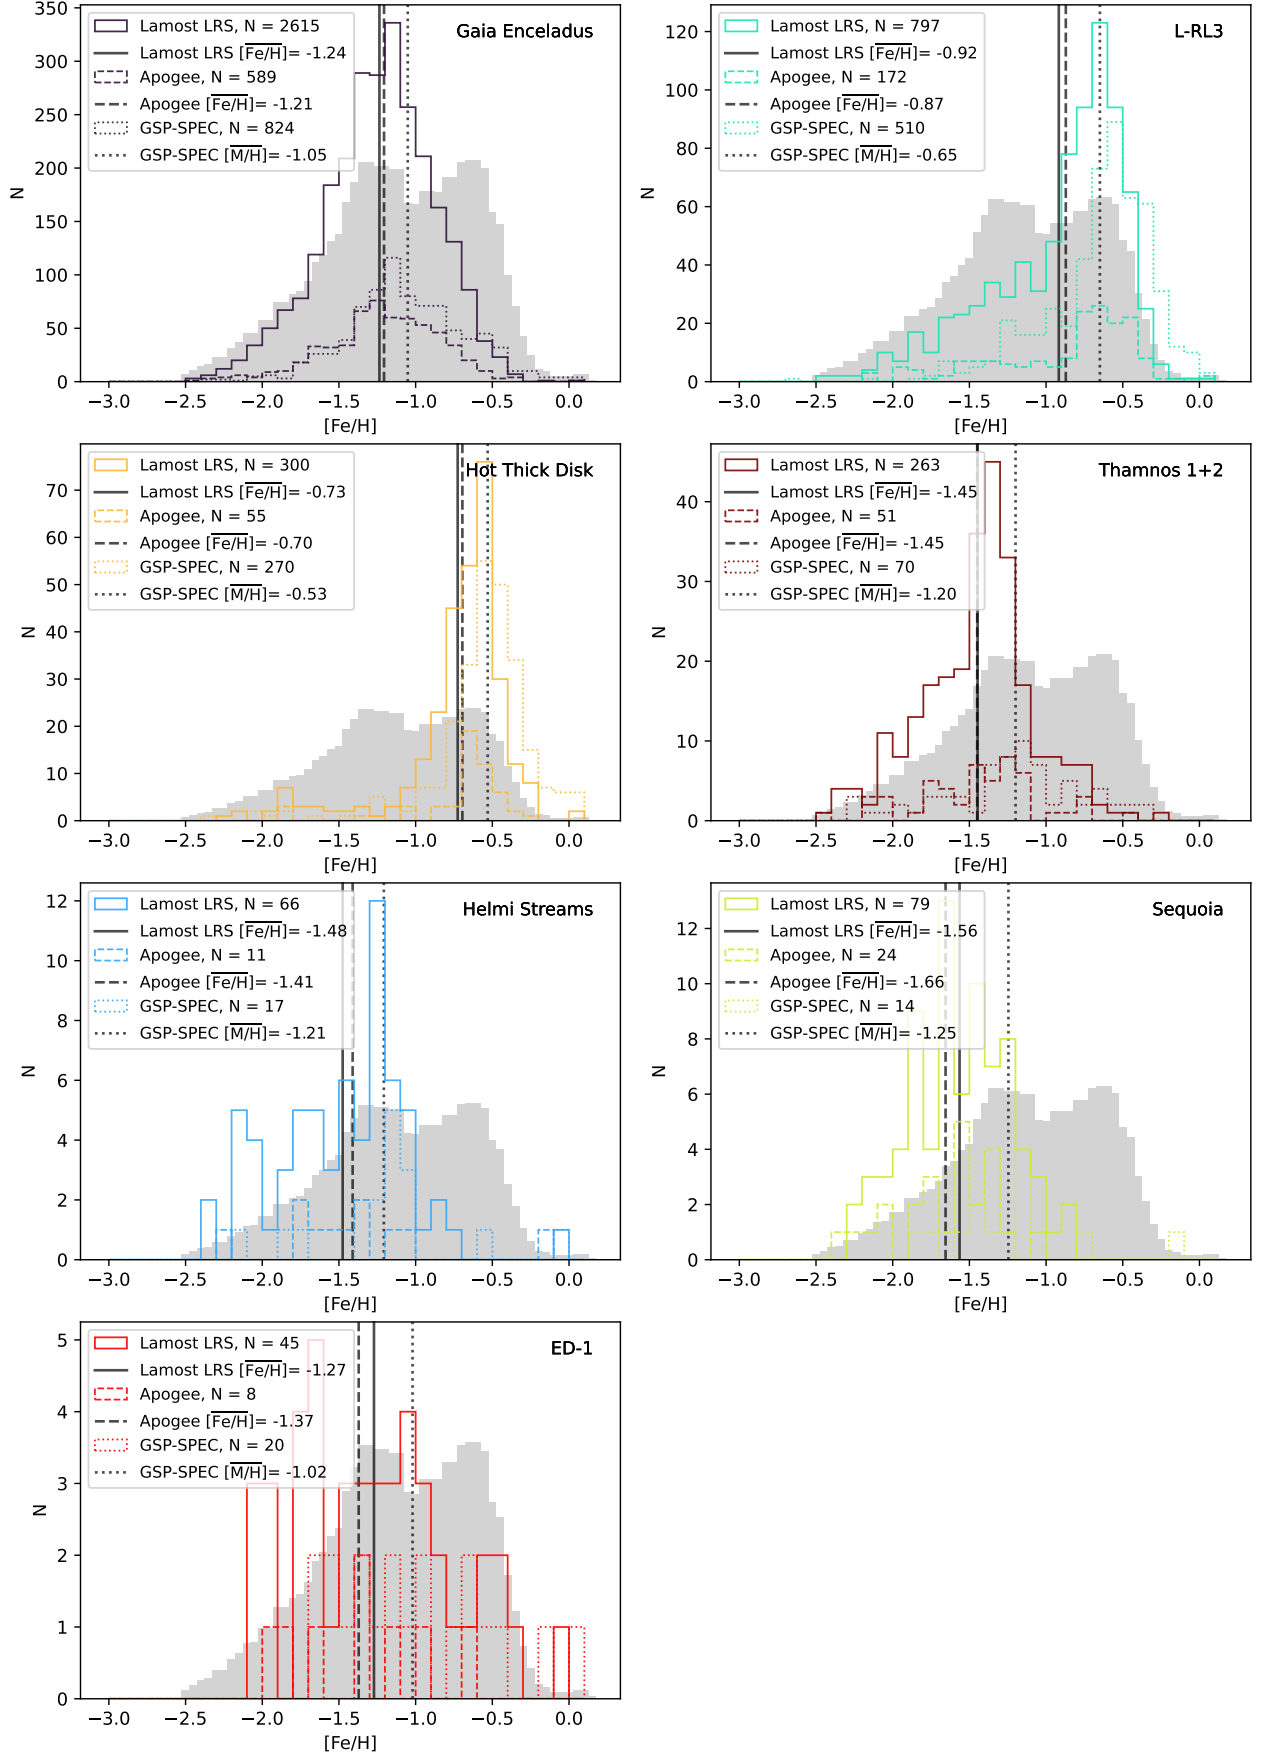 Gaia Enceladus
Lamost LRS, N = 2615
Lamost LRS [Fe/H]= -1.24
Apogee, N = 589
Apogee [Fe/H]= -1.21
GSP-SPEC, N = 824
GSP-SPEC [M/H]= -1.05
350
300
250
200
150
100
50
0
N
−3.0 −2.5 −2.0 −1.5 −1.0 −0.5 0.0
[Fe/H]
L-RL3
Lamost LRS, N = 797
Lamost LRS [Fe/H]= -0.92
Apogee, N = 172
Apogee [Fe/H]= -0.87
GSP-SPEC, N = 510
GSP-SPEC [M/H]= -0.65
120
100
80
60
40
20
0
N
−3.0 −2.5 −2.0 −1.5 −1.0 −0.5 0.0
[Fe/H]
Hot Thick Disk
Lamost LRS, N = 300
Lamost LRS [Fe/H]= -0.73
Apogee, N = 55
Apogee [Fe/H]= -0.70
GSP-SPEC, N = 270
GSP-SPEC [M/H]= -0.53
70
60
50
40
30
20
10
0
N
−3.0 −2.5 −2.0 −1.5 −1.0 −0.5 0.0
[Fe/H]
Thamnos 1+2
Lamost LRS, N = 263
Lamost LRS [Fe/H]= -1.45
Apogee, N = 51
Apogee [Fe/H]= -1.45
GSP-SPEC, N = 70
GSP-SPEC [M/H]= -1.20
40
30
20
10
0
N
−3.0 −2.5 −2.0 −1.5 −1.0 −0.5 0.0
[Fe/H]
Helmi Streams
Lamost LRS, N = 66
Lamost LRS [Fe/H]= -1.48
Apogee, N = 11
Apogee [Fe/H]= -1.41
GSP-SPEC, N = 17
GSP-SPEC [M/H]= -1.21
12
10
8
6
4
2
0
N
−3.0 −2.5 −2.0 −1.5 −1.0 −0.5 0.0
[Fe/H]
Sequoia
Lamost LRS, N = 79
Lamost LRS [Fe/H]= -1.56
Apogee, N = 24
Apogee [Fe/H]= -1.66
GSP-SPEC, N = 14
GSP-SPEC [M/H]= -1.25
12
10
8
6
4
2
0
N
−3.0 −2.5 −2.0 −1.5 −1.0 −0.5 0.0
[Fe/H]
ED-1
Lamost LRS, N = 45
Lamost LRS [Fe/H]= -1.27
Apogee, N = 8
Apogee [Fe/H]= -1.37
GSP-SPEC, N = 20
GSP-SPEC [M/H]= -1.02
5
4
3
2
1
0
N
−3.0 −2.5 −2.0 −1.5 −1.0 −0.5 0.0
[Fe/H]